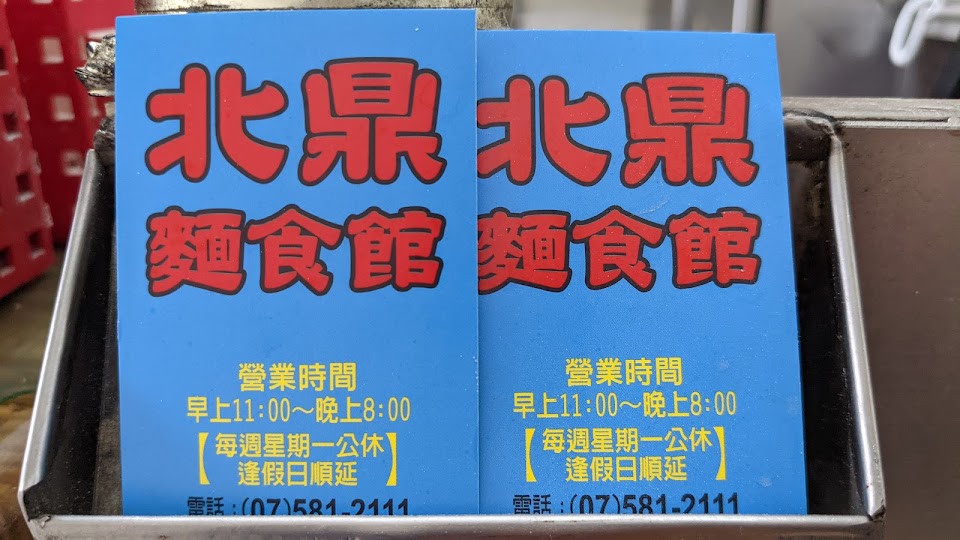 北鼎
麵食館
營業時間
早上11:00～晚上8:00
【每週星期一公休
逢假日順延】
電話:(07)581-2111
北鼎
麵食館
營業時間
早上11:00～晚上8:00
【每週星期一公休
逢假日順延】
電話:(07)581-2111